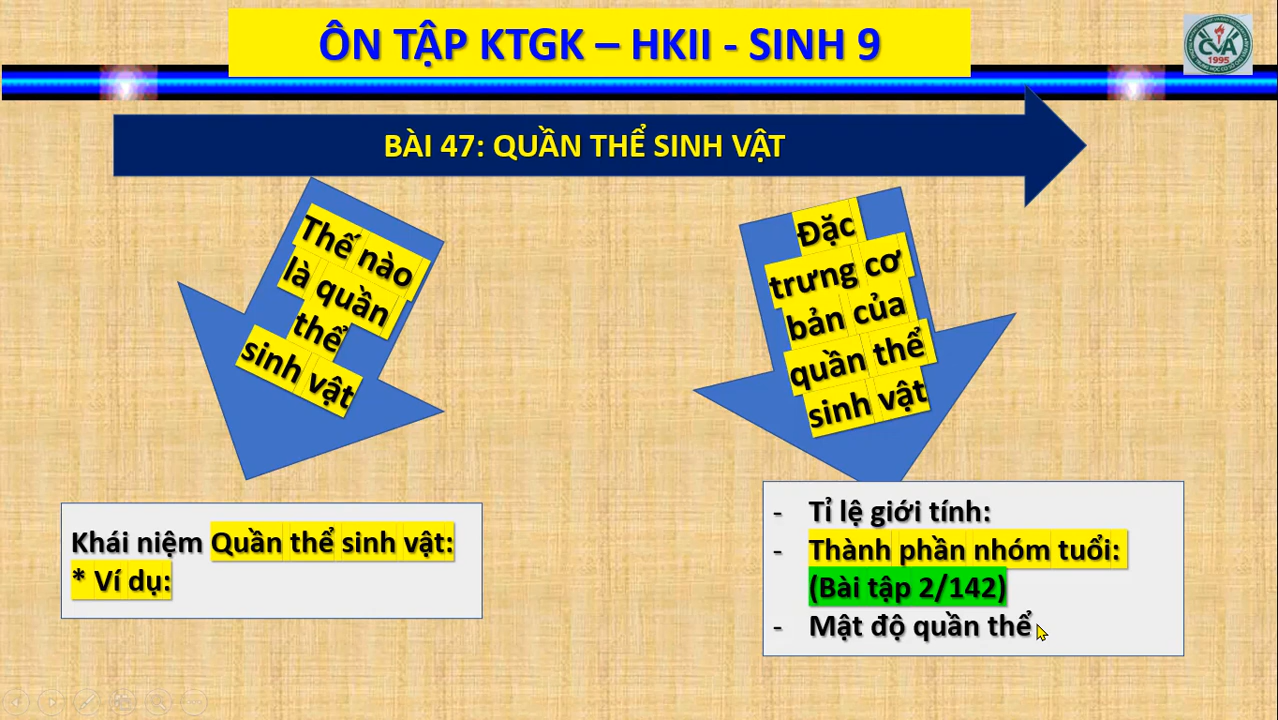 ÔN TẬP KTGK – HKII - SINH 9
CVA
1995
BÀI 47: QUẦN THỂ SINH VẬT
Thế nào
là quần
thể
sinh vật
Đặc
trưng cơ
bản của
quần thể
sinh vật
Khái niệm Quần thể sinh vật:
* Ví dụ:
- Tỉ lệ giới tính:
- Thành phần nhóm tuổi:
(Bài tập 2/142)
- Mật độ quần thể